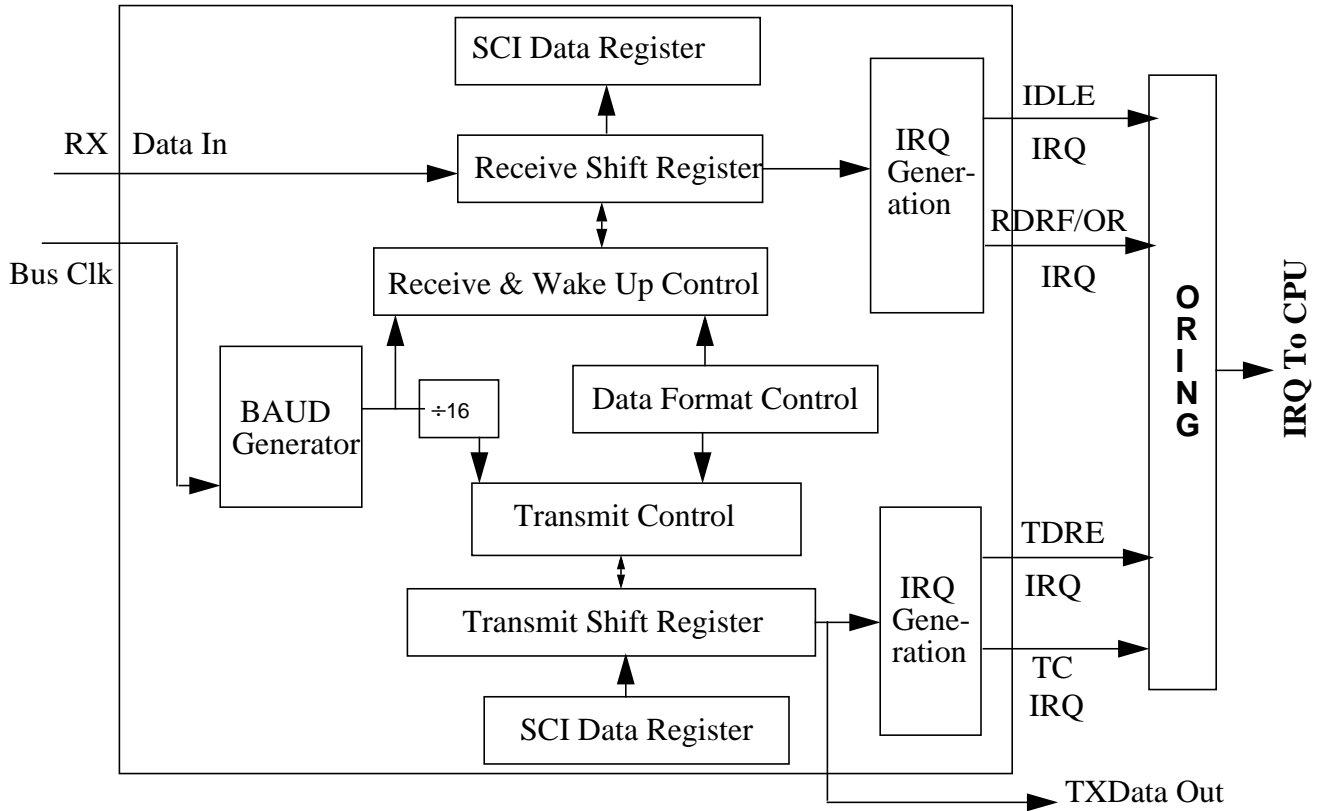 SCI Data Register
RX Data In
Receive Shift Register
IRQ
Gener-
ation
IDLE
IRQ
RDRF/OR
IRQ
Bus Clk
Receive & Wake Up Control
BAUD
Generator
÷16
Data Format Control
Transmit Control
Transmit Shift Register
SCI Data Register
IRQ
Gene-
ration
TDRE
IRQ
TC
IRQ
O
R
I
N
G
IRQ To CPU
TXData Out